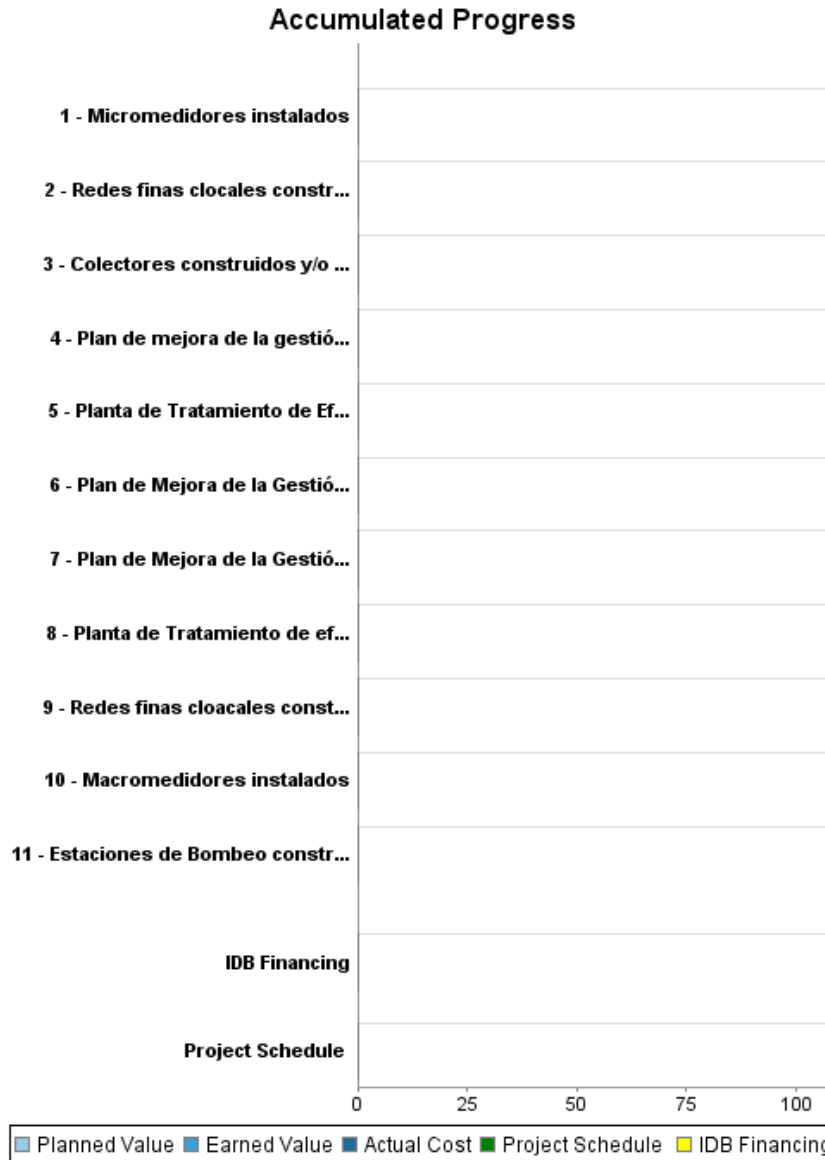 Accumulated Progress
1 - Micromedidores instalados
2 - Redes finas clocales constr...
3 - Colectores construidos y/o ...
4 - Plan de mejora de la gestió...
5 - Planta de Tratamiento de Ef...
6 - Plan de Mejora de la Gestió...
7 - Plan de Mejora de la Gestió...
8 - Planta de Tratamiento de ef...
9 - Redes finas cloacales const...
10 - Macromedidores instalados
11 - Estaciones de Bombeo constr...
IDB Financing
Project Schedule
0 25 50 75 100
Planned Value Earned Value Actual Cost Project Schedule IDB Financing